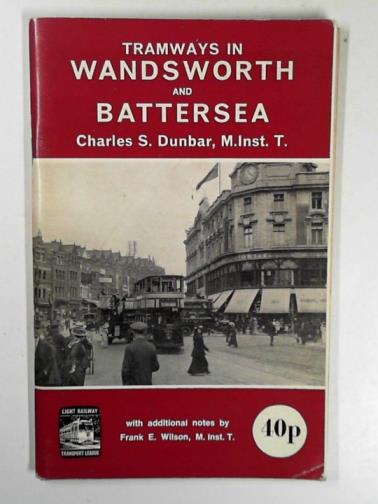 TRAMWAYS IN
WANDSWORTH
AND
BATTERSEA
Charles S. Dunbar, M.Inst. T.
LIGHT RAILWAY
TRANSPORT LEAGUE
with additional notes by
Frank E. Wilson, M. Inst. T.
40p